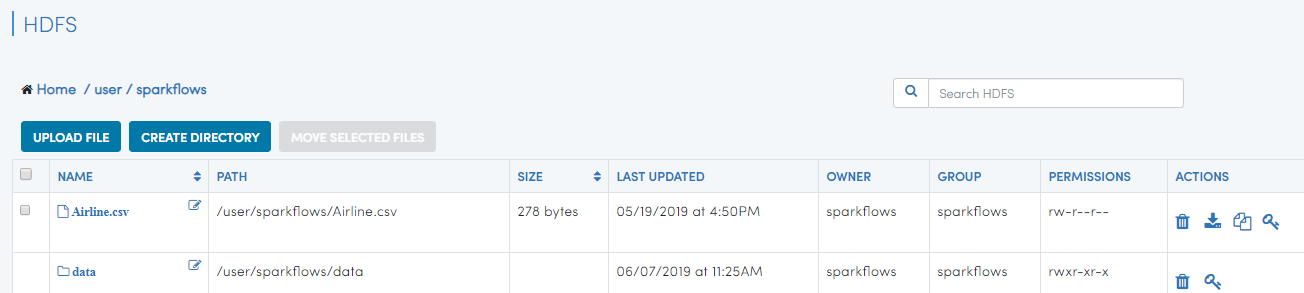 HDFS
Home / user / sparkflows
Search HDFS
UPLOAD FILE CREATE DIRECTORY MOVE SELECTED FILES
NAME PATH SIZE LAST UPDATED OWNER GROUP PERMISSIONS ACTIONS
Airline.csv /user/sparkflows/Airline.csv 278 bytes 05/19/2019 at 4:50PM sparkflows sparkflows rw-r--r--
data /user/sparkflows/data 06/07/2019 at 11:25AM sparkflows sparkflows rwxr-xr-x